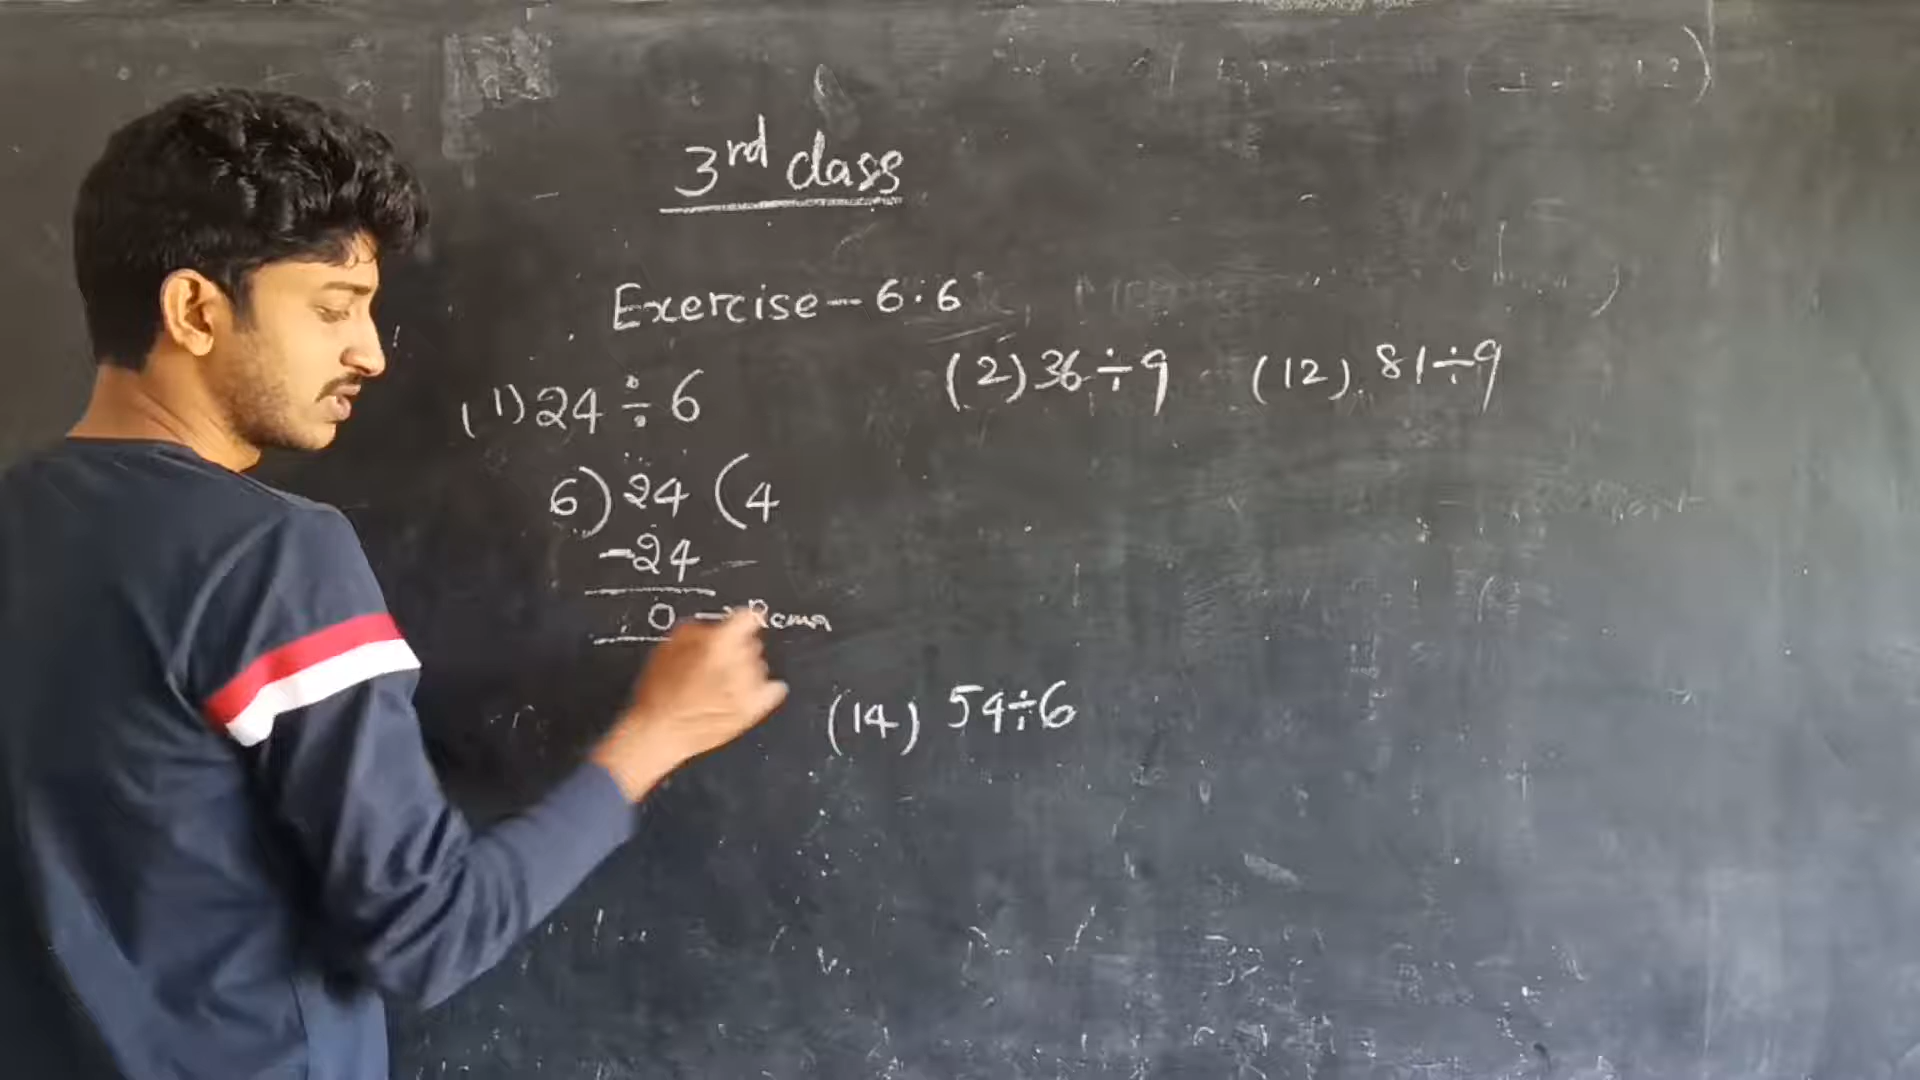 3rd class
Exercise - 6.6
(1) 24 ÷ 6
6) 24 (4
-24
0 → Rema
(2) 36 ÷ 9
(12) 81 ÷ 9
(14) 54 ÷ 6